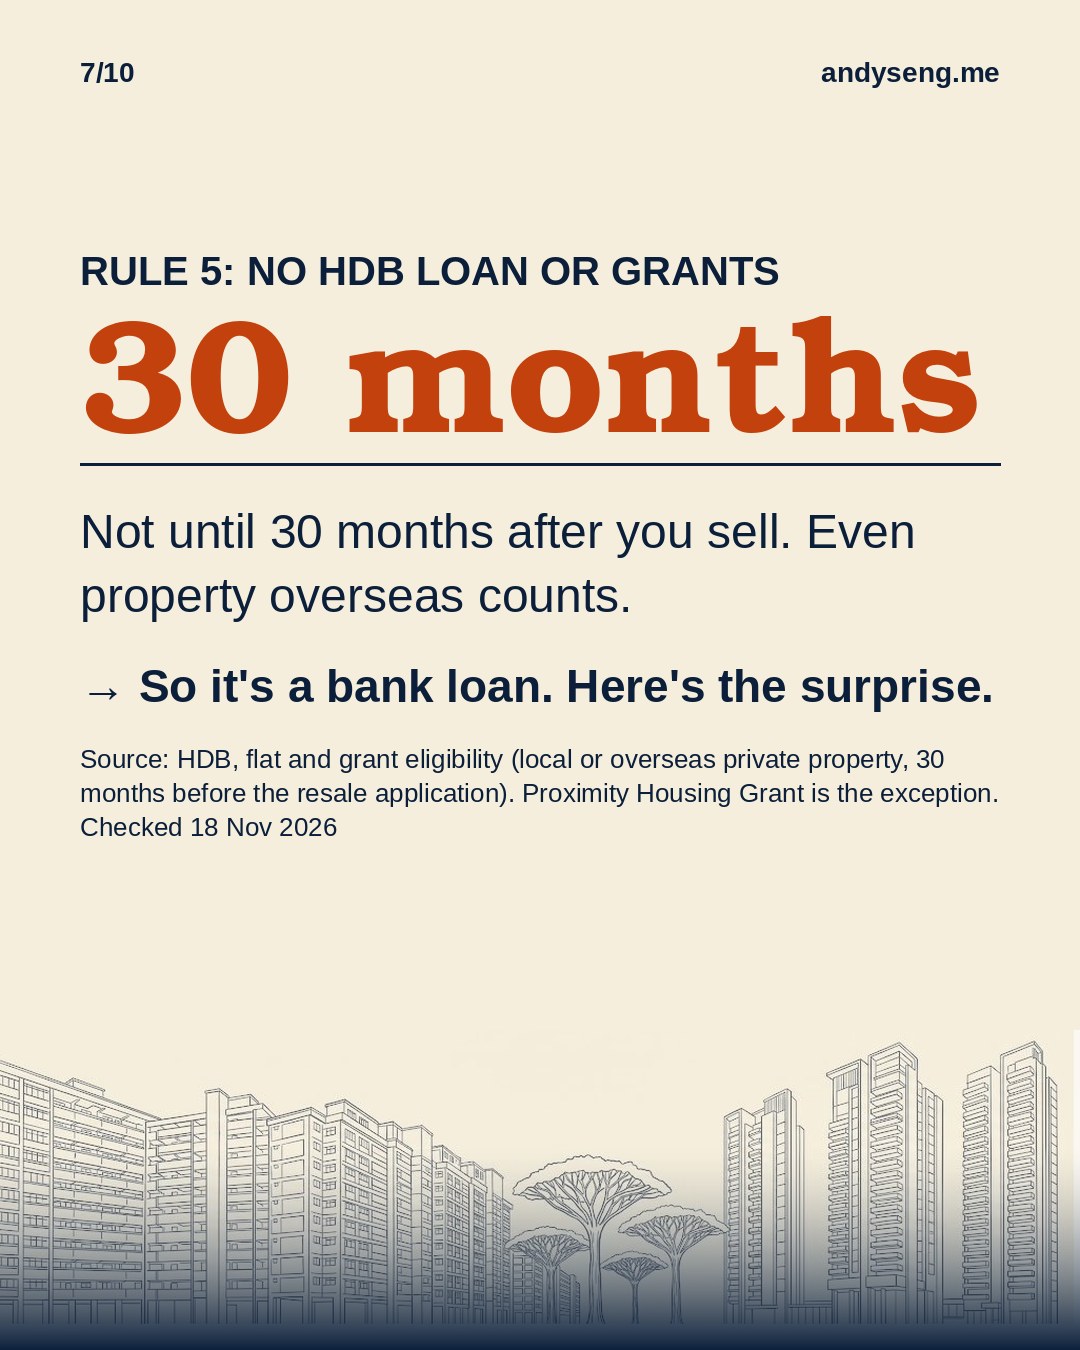 7/10
andyseng.me
RULE 5: NO HDB LOAN OR GRANTS
30 months
Not until 30 months after you sell. Even
property overseas counts.
→ So it's a bank loan. Here's the surprise.
Source: HDB, flat and grant eligibility (local or overseas private property, 30
months before the resale application). Proximity Housing Grant is the exception.
Checked 18 Nov 2026